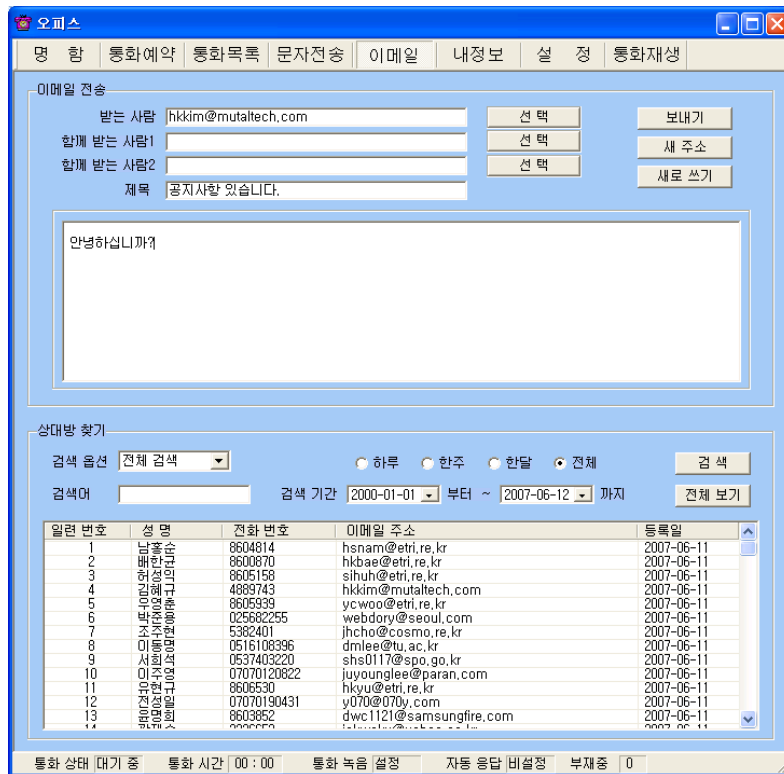 오피스
명 함 통화예약 통화목록 문자전송 이메일 내정보 설 정 통화재생
이메일 전송
받는 사람 hkkim@mutaltech.com 선 택 보내기
함께 받는 사람1 선 택 새 주소
함께 받는 사람2 선 택 새로 쓰기
제목 공지사항 있습니다.
안녕하십니까?
상대방 찾기
검색 옵션 전체 검색 하루 한주 한달 전체 검 색
검색어 검색 기간 2000-01-01 부터 ~ 2007-06-12 까지 전체 보기
일련 번호 성 명 전화 번호 이메일 주소 등록일
1 남홍순 8604814 hsnam@etri.re.kr 2007-06-11
2 배한균 8600870 hkbae@etri.re.kr 2007-06-11
3 허성익 8605158 sihuh@etri.re.kr 2007-06-11
4 김혜규 4889743 hkkim@mutaltech.com 2007-06-11
5 우영춘 8605939 ycwoo@etri.re.kr 2007-06-11
6 박준용 025682255 webdory@seoul.com 2007-06-11
7 조주현 5382401 jhcho@cosmo.re.kr 2007-06-11
8 이동명 0516108396 dmlee@tu.ac.kr 2007-06-11
9 서희석 0537403220 shs0117@spo.go.kr 2007-06-11
10 이주영 07070120822 juyounglee@paran.com 2007-06-11
11 유현규 8606530 hkyu@etri.re.kr 2007-06-11
12 전성일 07070190431 y070@070y.com 2007-06-11
13 윤명희 8603852 dwc1121@samsungfire.com 2007-06-11
14 2007-06-11
통화 상태 대기 중 통화 시간 00 : 00 통화 녹음 설정 자동 응답 비설정 부재중 0